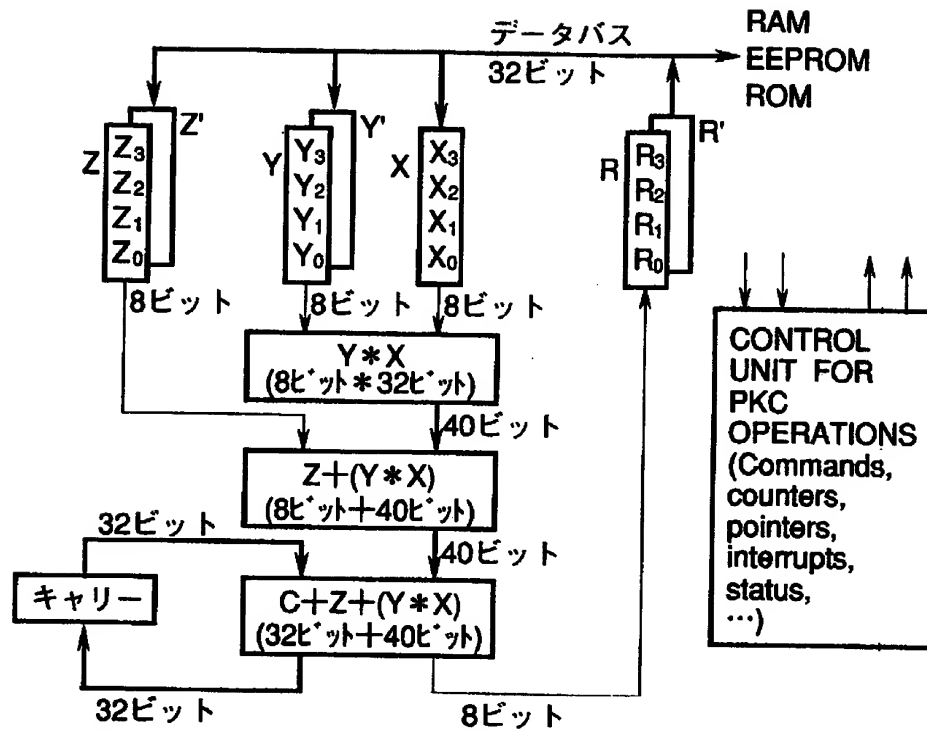 データバス
32ビット
RAM
EEPROM
ROM
Z
Z'
Z₃
Z₂
Z₁
Z₀
Y
Y'
Y₃
Y₂
Y₁
Y₀
X
X₃
X₂
X₁
X₀
R
R'
R₃
R₂
R₁
R₀
8ビット
8ビット
8ビット
Y*X
(8ビット*32ビット)
40ビット
Z+(Y*X)
(8ビット+40ビット)
32ビット
40ビット
キャリー
C+Z+(Y*X)
(32ビット+40ビット)
32ビット
8ビット
CONTROL
UNIT FOR
PKC
OPERATIONS
(Commands,
counters,
pointers,
interrupts,
status,
…)